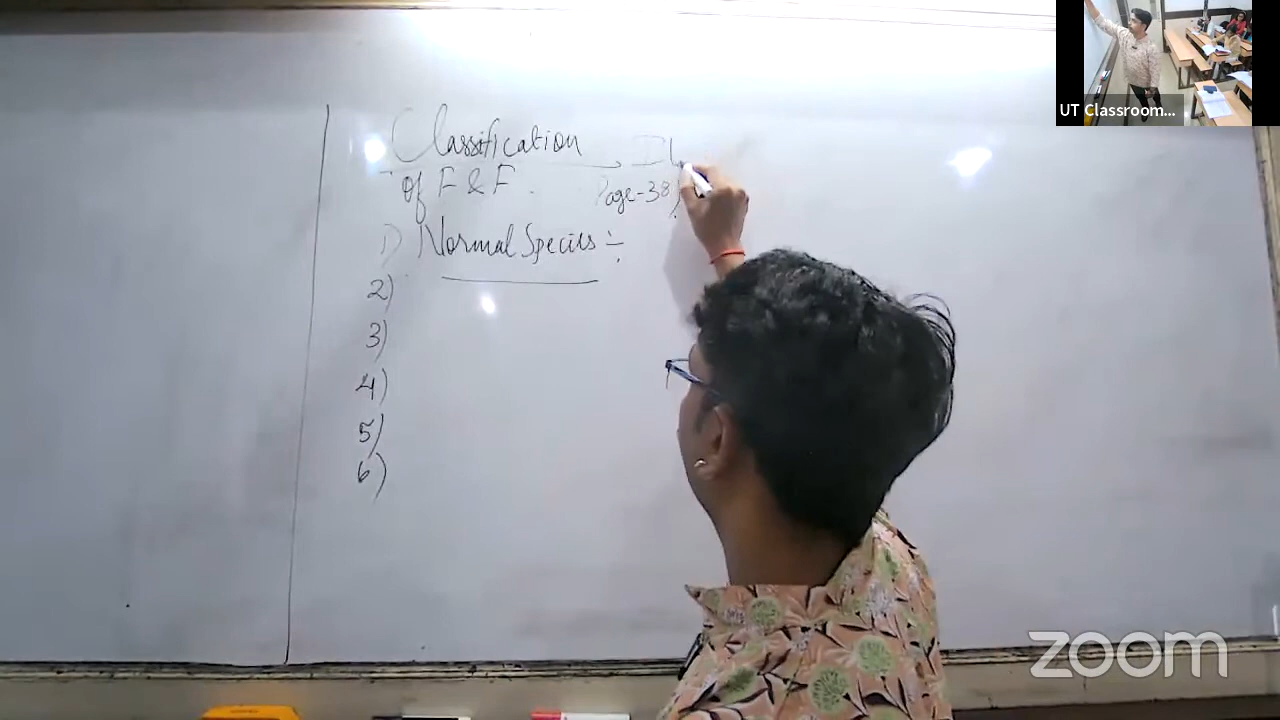 Classification
of F & F.
Page-38
1) Normal Species :-
2)
3)
4)
5)
6)
UT Classroom...
zoom